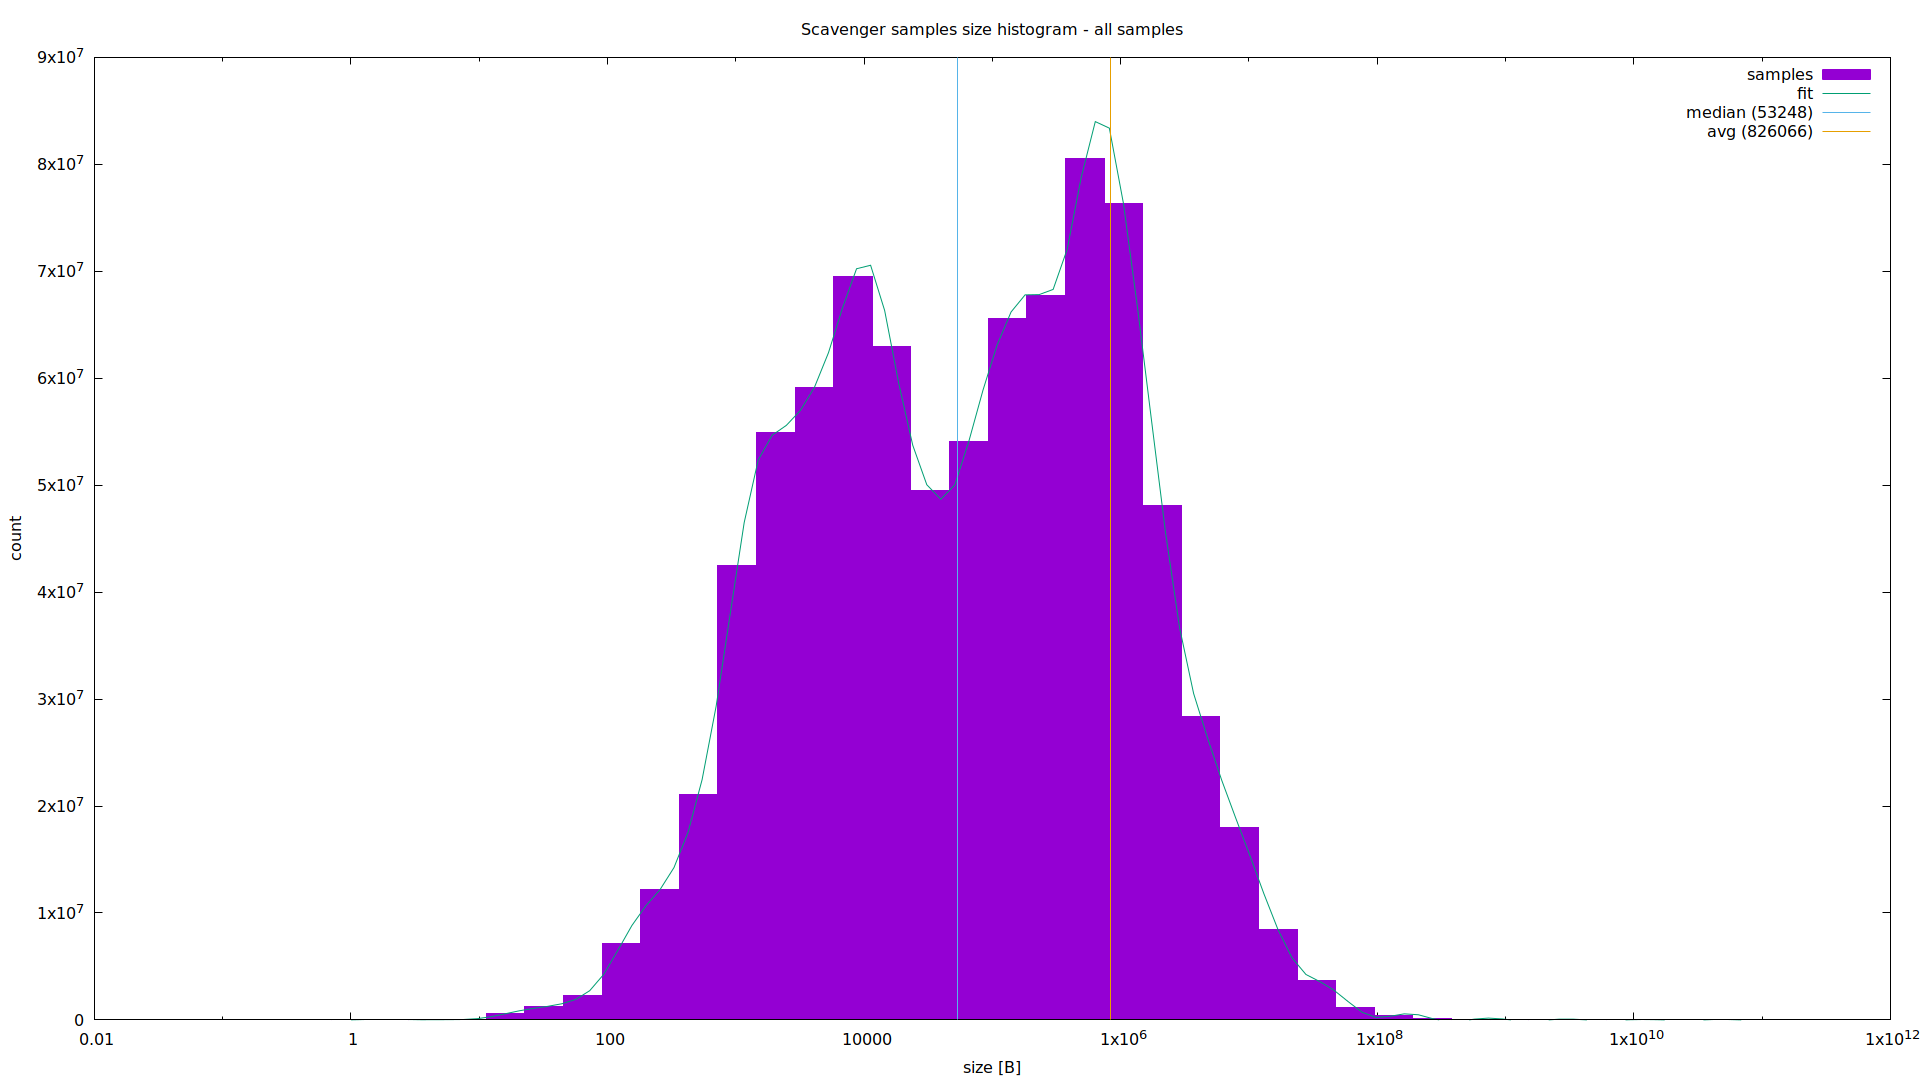 Scavenger samples size histogram - all samples
9x10^7
8x10^7
7x10^7
6x10^7
5x10^7
4x10^7
3x10^7
2x10^7
1x10^7
0
count
samples
fit
median (53248)
avg (826066)
0.01 1 100 10000 1x10^6 1x10^8 1x10^10 1x10^12
size [B]